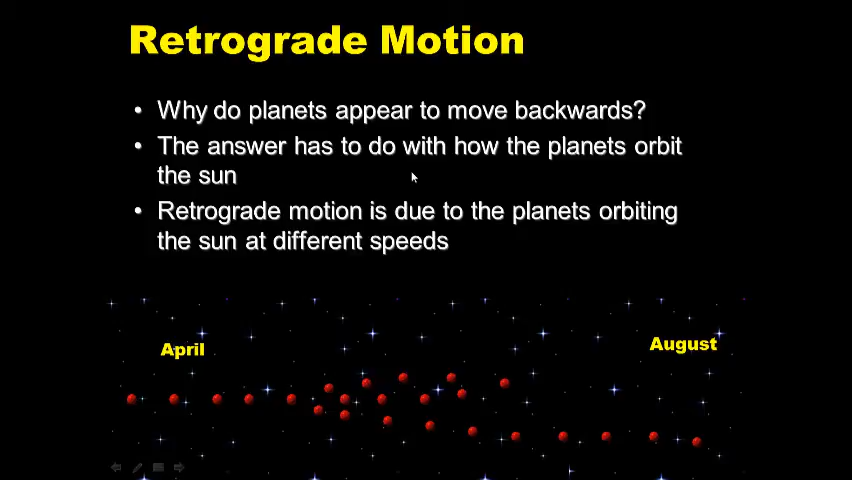 Retrograde Motion
• Why do planets appear to move backwards?
• The answer has to do with how the planets orbit
the sun
• Retrograde motion is due to the planets orbiting
the sun at different speeds
April
August